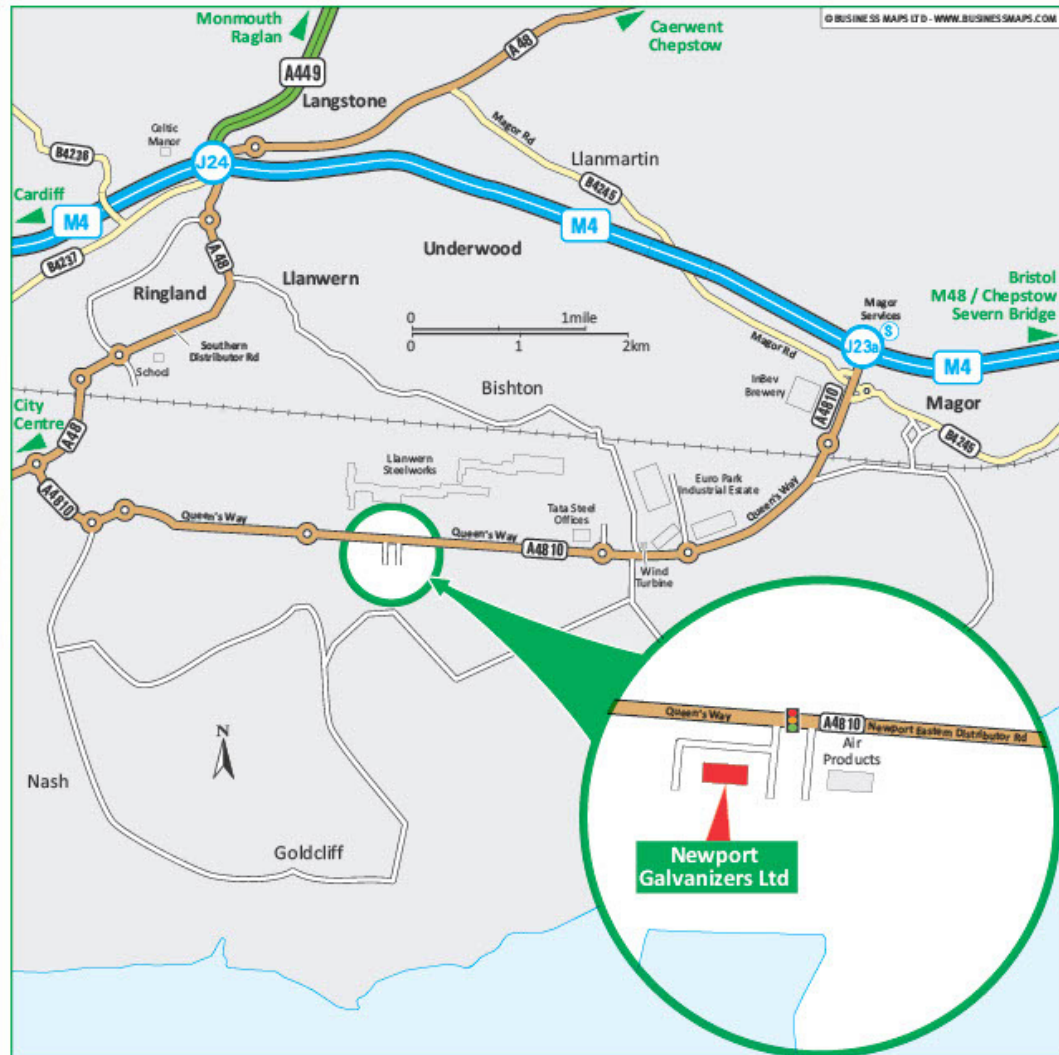 © BUSINESS MAPS LTD - WWW.BUSINESSMAPS.COM
Monmouth
Raglan
Caerwent
Chepstow
A48
A449
Langstone
Celtic
Manor
Magor Rd
Llanmartin
B4236
J24
B4245
Cardiff
M4
M4
A48
B4237
Underwood
Llanwern
Ringland
Bristol
M48 / Chepstow
Severn Bridge
Magor
Services
S
0 1mile
0 1 2km
Southern
Distributor Rd
School
J23a
M4
Magor Rd
Bishton
InBev
Brewery
A4810
Magor
City
Centre
A48
B4245
Llanwern
Steelworks
Euro Park
Industrial Estate
A4810
Queen's Way
Queen's Way
Queen's Way
Tata Steel
Offices
A4810
Wind
Turbine
N
Nash
Goldcliff
Queen's Way
A4810
Newport Eastern Distributor Rd
Air
Products
Newport
Galvanizers Ltd